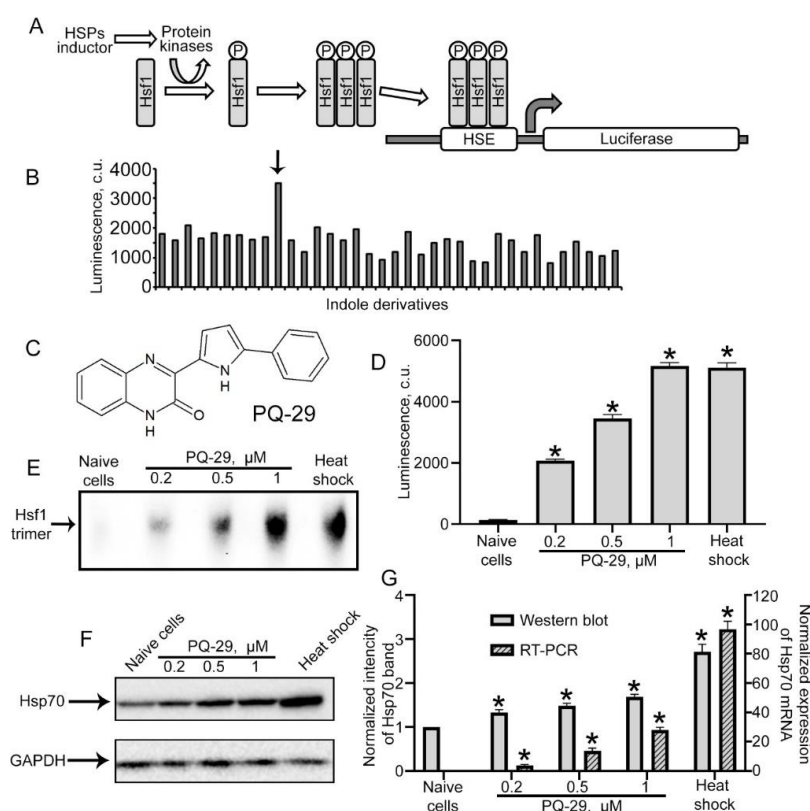 A
HSPs
inductor
Protein
kinases
Hsf1
P
Hsf1
P P P
Hsf1 Hsf1 Hsf1
P P P
Hsf1 Hsf1 Hsf1
HSE
Luciferase
B
Luminescence, c.u.
4000
3000
2000
1000
0
Indole derivatives
C
N
N
H
O
N
H
PQ-29
D
Luminescence, c.u.
6000
4000
2000
0
* * * *
Naive
cells
0.2 0.5 1
PQ-29, µM
Heat
shock
E
Naive
cells
PQ-29, µM
0.2 0.5 1
Heat
shock
Hsf1
trimer
F
Naive cells
PQ-29, µM
0.2 0.5 1
Heat shock
Hsp70
GAPDH
G
Normalized intencity
of Hsp70 band
4
3
2
1
0
Western blot
RT-PCR
* * * * * * * *
120
100
80
60
40
20
0
Normalized expression
of Hsp70 mRNA
Naive
cells
0.2 0.5 1
PQ-29, µM
Heat
shock